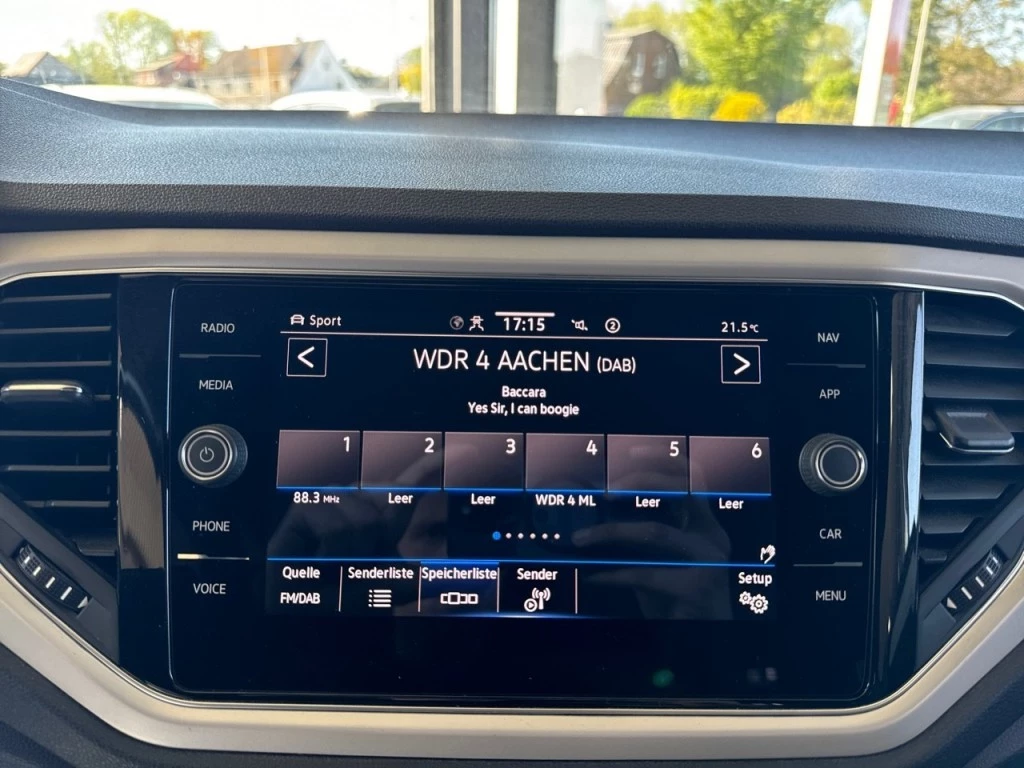 RADIO
MEDIA
PHONE
VOICE
Sport
17:15
2
21.5°C
<
WDR 4 AACHEN (DAB)
>
Baccara
Yes Sir, I can boogie
1 2 3 4 5 6
88.3 MHz Leer Leer WDR 4 ML Leer Leer
Quelle Senderliste Speicherliste Sender Setup
FM/DAB
NAV
APP
CAR
MENU